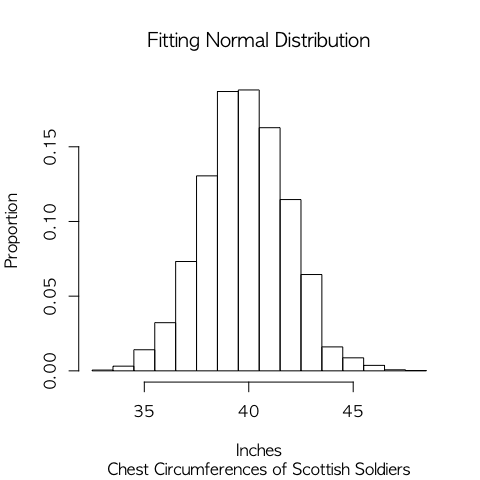 Fitting Normal Distribution
Proportion
0.15
0.10
0.05
0.00
35 40 45
Inches
Chest Circumferences of Scottish Soldiers